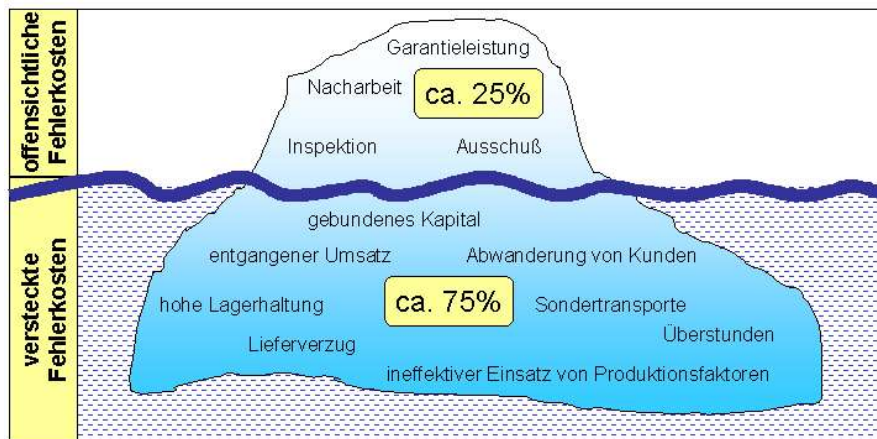 offensichtliche
Fehlerkosten
Garantieleistung
Nacharbeit
ca. 25%
Inspektion
Ausschuß
versteckte
Fehlerkosten
gebundenes Kapital
entgangener Umsatz
Abwanderung von Kunden
hohe Lagerhaltung
ca. 75%
Sondertransporte
Lieferverzug
Überstunden
ineffektiver Einsatz von Produktionsfaktoren